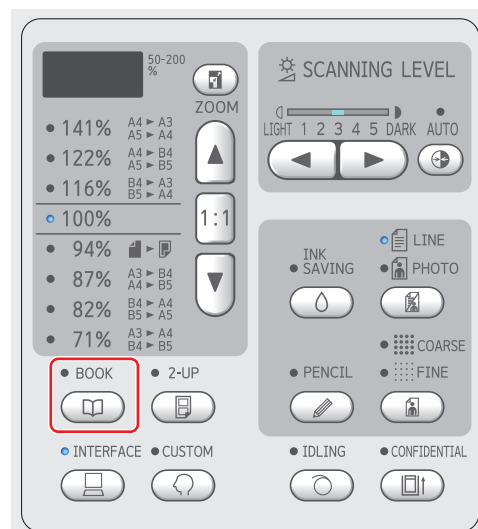 50-200
%
ZOOM
141% A4 ► A3
A5 ► A4
122% A4 ► B4
A5 ► B5
116% B4 ► A3
B5 ► A4
100%
1:1
94%
87% A3 ► B4
A4 ► B5
82% B4 ► A4
B5 ► A5
71% A3 ► A4
B4 ► B5
SCANNING LEVEL
LIGHT 1 2 3 4 5 DARK AUTO
INK
SAVING
LINE
PHOTO
COARSE
PENCIL
FINE
BOOK 2-UP
INTERFACE CUSTOM
IDLING CONFIDENTIAL